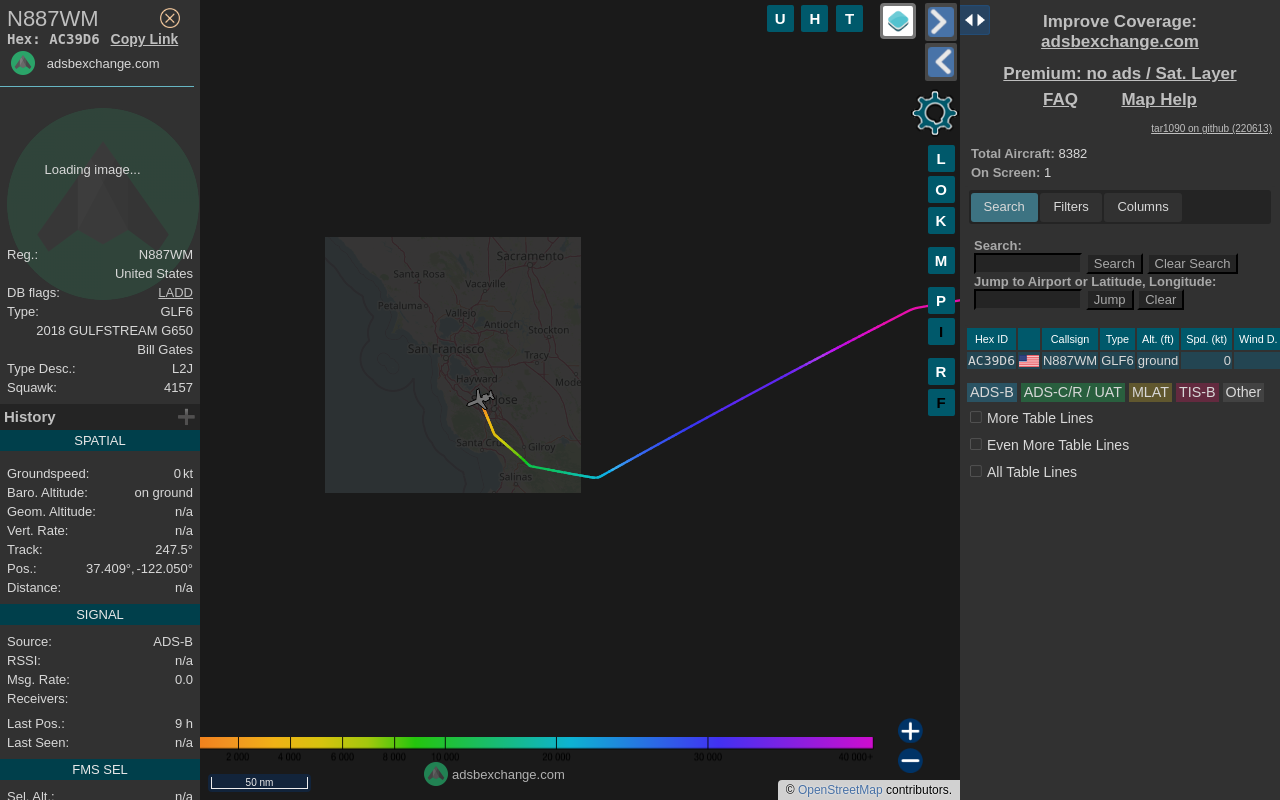 N887WM
Hex: AC39D6 Copy Link
adsbexchange.com
Loading image...
Reg.: N887WM
United States
DB flags: LADD
Type: GLF6
2018 GULFSTREAM G650
Bill Gates
Type Desc.: L2J
Squawk: 4157
History
SPATIAL
Groundspeed: 0 kt
Baro. Altitude: on ground
Geom. Altitude: n/a
Vert. Rate: n/a
Track: 247.5°
Pos.: 37.409°, -122.050°
Distance: n/a
SIGNAL
Source: ADS-B
RSSI: n/a
Msg. Rate: 0.0
Receivers:
Last Pos.: 9 h
Last Seen: n/a
FMS SEL
Sel. Alt.: n/a
U H T
L
O
K
M
P
I
R
F
Sacramento
Santa Rosa
Vacaville
Petaluma
Vallejo
Antioch
Stockton
San Francisco
Tracy
Hayward
Mode
Jose
Santa Cru
Gilroy
Salinas
2 000 4 000 6 000 8 000 10 000 20 000 30 000 40 000+
adsbexchange.com
50 nm
© OpenStreetMap contributors.
Improve Coverage:
adsbexchange.com
Premium: no ads / Sat. Layer
FAQ Map Help
tar1090 on github (220613)
Total Aircraft: 8382
On Screen: 1
Search Filters Columns
Search:
Search Clear Search
Jump to Airport or Latitude, Longitude:
Jump Clear
Hex ID Callsign Type Alt. (ft) Spd. (kt) Wind D.
AC39D6 N887WM GLF6 ground 0
ADS-B ADS-C/R / UAT MLAT TIS-B Other
More Table Lines
Even More Table Lines
All Table Lines